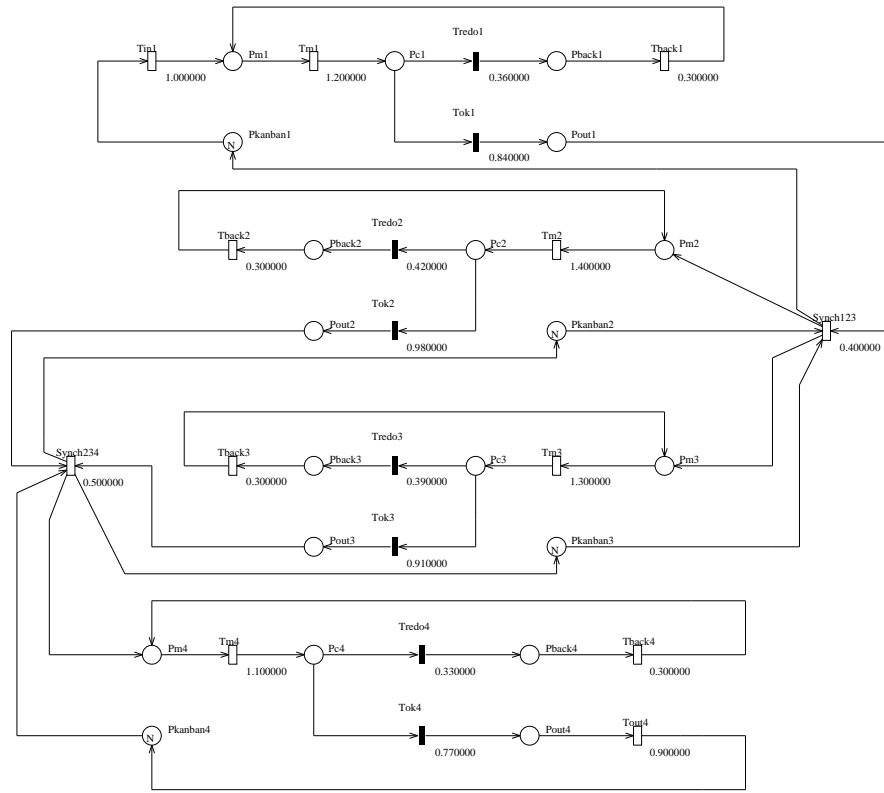 Tredo1
Tin1 Pm1 Tm1 Pc1 Pback1 Tback1
1.000000 1.200000 0.360000 0.300000
Tok1
Pkanban1 Pout1
N
0.840000
Tredo2
Tback2 Pback2 Pc2 Tm2 Pm2
0.300000 0.420000 1.400000
Tok2
Synch123
Pout2 Pkanban2
N
0.980000 0.400000
Tredo3
Synch234 Tback3 Pback3 Pc3 Tm3 Pm3
0.500000 0.300000 0.390000 1.300000
Tok3
Pout3 Pkanban3
N
0.910000
Tredo4
Pm4 Tm4 Pc4 Pback4 Tback4
1.100000 0.330000 0.300000
Tok4
Pkanban4 Pout4 Tout4
N
0.770000 0.900000